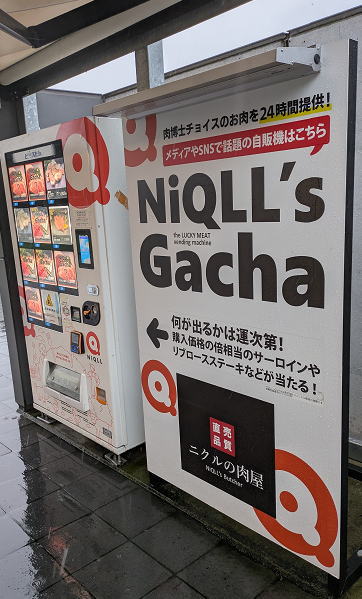 肉博士チョイスのお肉を24時間提供！
メディアやSNSで話題の自販機はこちら
NiQLL's
the LUCKY MEAT
vending machine
Gacha
何が出るかは運次第！
購入価格の倍相当のサーロインや
リブロースステーキなどが当たる！
直売
品質
ニクルの肉屋
NiQLL's Butcher
NIQLL